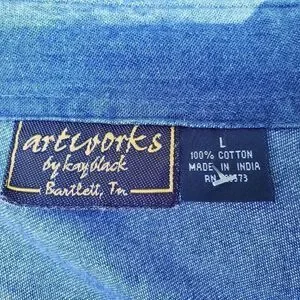 artworks
by kay black
Bartlett, Tn
L
100% COTTON
MADE IN INDIA
RN